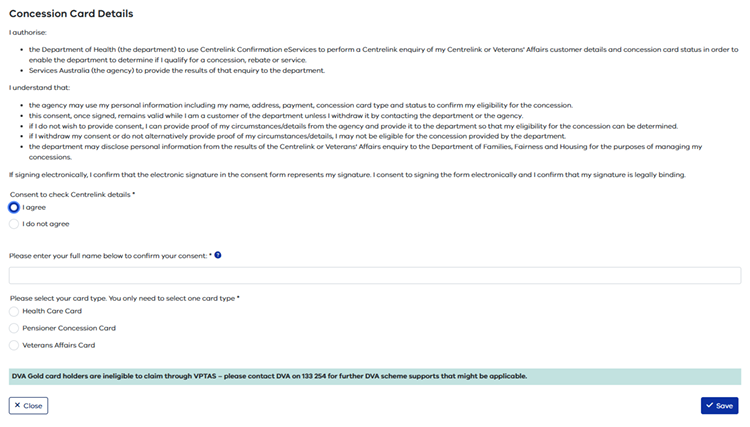 Concession Card Details
I authorise:
• the Department of Health (the department) to use Centrelink Confirmation eServices to perform a Centrelink enquiry of my Centrelink or Veterans' Affairs customer details and concession card status in order to
enable the department to determine if I qualify for a concession, rebate or service.
• Services Australia (the agency) to provide the results of that enquiry to the department.
I understand that:
• the agency may use my personal information including my name, address, payment, concession card type and status to confirm my eligibility for the concession.
• this consent, once signed, remains valid while I am a customer of the department unless I withdraw it by contacting the department or the agency.
• if I do not wish to provide consent, I can provide proof of my circumstances/details from the agency and provide it to the department so that my eligibility for the concession can be determined.
• if I withdraw my consent or do not alternatively provide proof of my circumstances/details, I may not be eligible for the concession provided by the department.
• the department may disclose personal information from the results of the Centrelink or Veterans' Affairs enquiry to the Department of Families, Fairness and Housing for the purposes of managing my
concessions.
If signing electronically, I confirm that the electronic signature in the consent form represents my signature. I consent to signing the form electronically and I confirm that my signature is legally binding.
Consent to check Centrelink details *
I agree
I do not agree
Please enter your full name below to confirm your consent: * ?
Please select your card type. You only need to select one card type *
Health Care Card
Pensioner Concession Card
Veterans Affairs Card
DVA Gold card holders are ineligible to claim through VPTAS – please contact DVA on 133 254 for further DVA scheme supports that might be applicable.
✕ Close
✓ Save